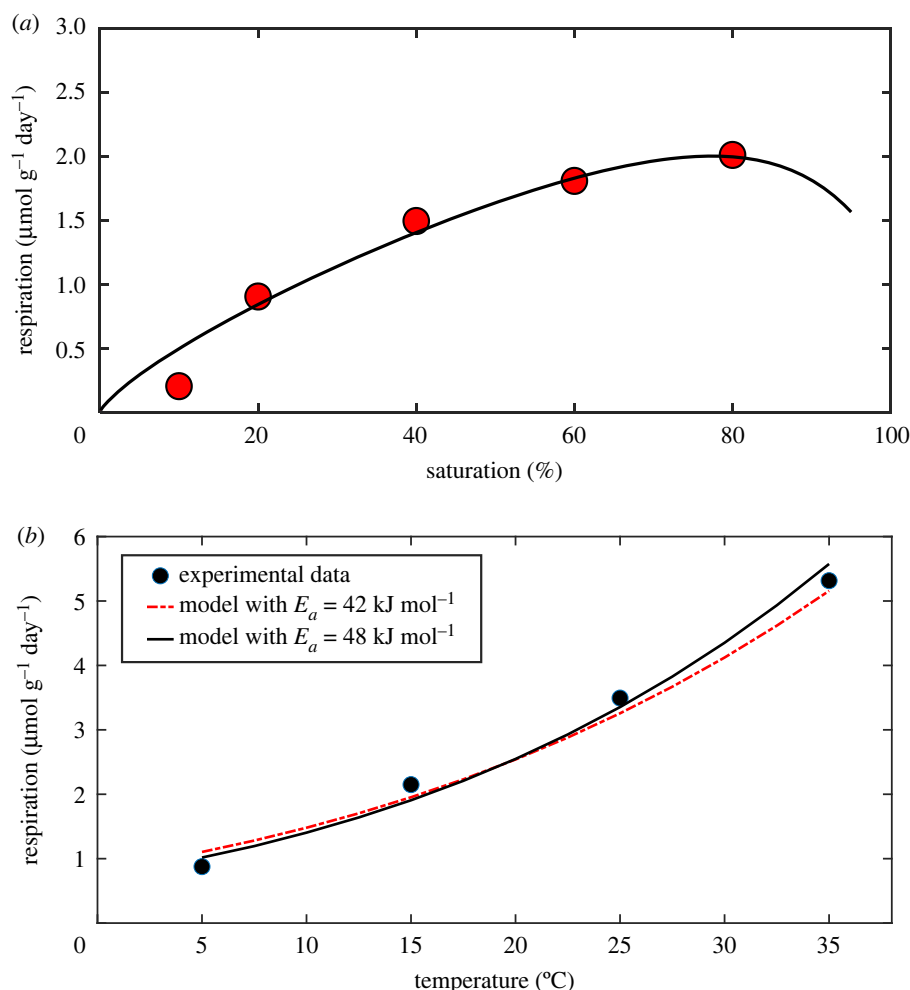 (a)
3.0
2.5
2.0
1.5
1.0
0.5
0
20
40
60
80
100
respiration (µmol g⁻¹ day⁻¹)
saturation (%)
(b)
6
5
4
3
2
1
0
5
10
15
20
25
30
35
respiration (µmol g⁻¹ day⁻¹)
experimental data
model with Eₐ = 42 kJ mol⁻¹
model with Eₐ = 48 kJ mol⁻¹
temperature (ºC)